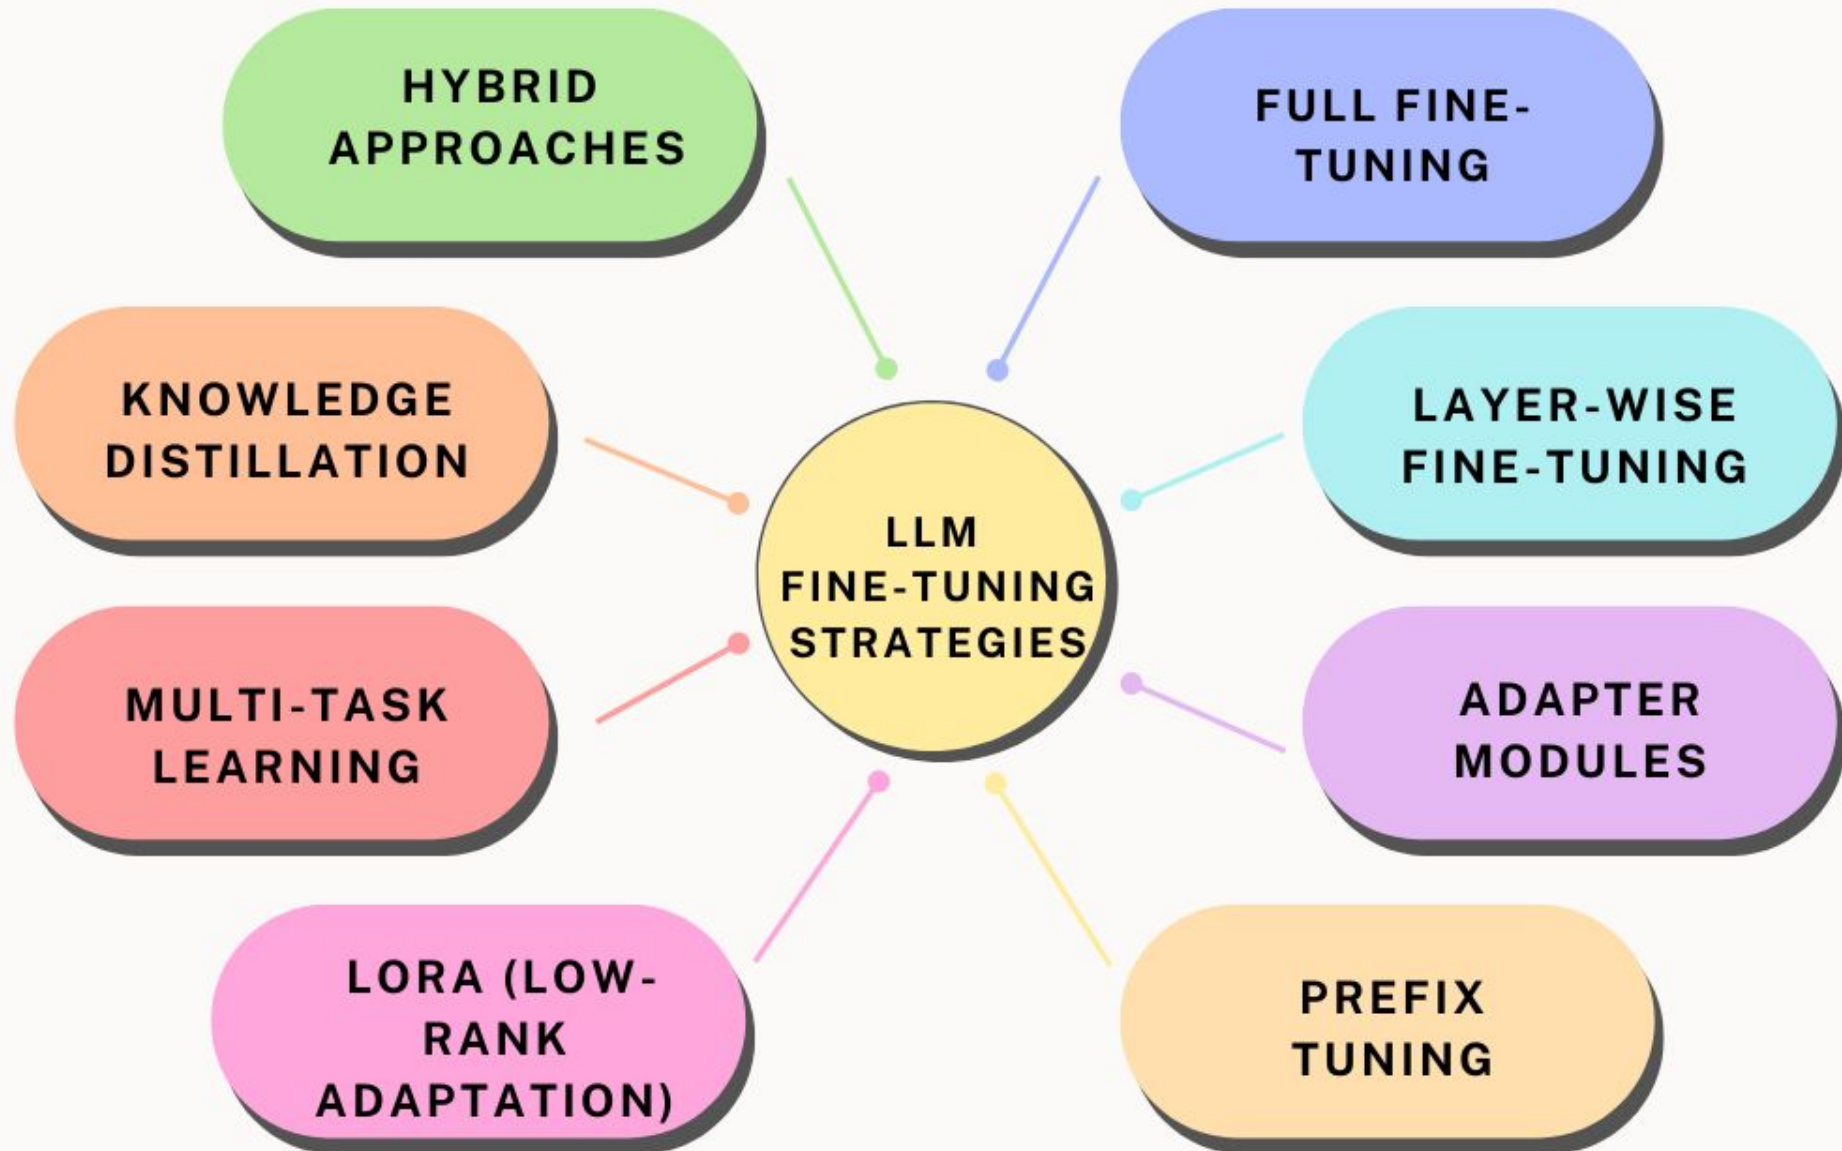 HYBRID
APPROACHES
FULL FINE-
TUNING
KNOWLEDGE
DISTILLATION
LAYER-WISE
FINE-TUNING
LLM
FINE-TUNING
STRATEGIES
MULTI-TASK
LEARNING
ADAPTER
MODULES
LORA (LOW-
RANK
ADAPTATION)
PREFIX
TUNING